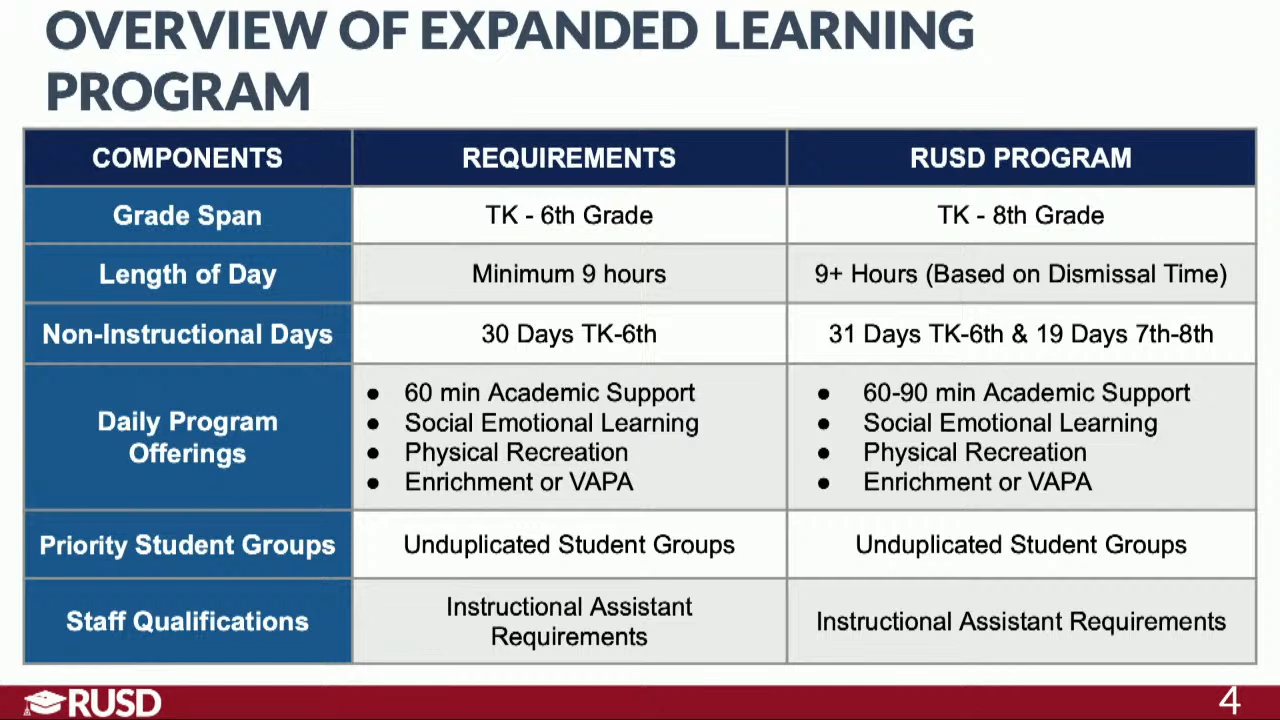 OVERVIEW OF EXPANDED LEARNING
PROGRAM
COMPONENTS
REQUIREMENTS
RUSD PROGRAM
Grade Span
TK - 6th Grade
TK - 8th Grade
Length of Day
Minimum 9 hours
9+ Hours (Based on Dismissal Time)
Non-Instructional Days
30 Days TK-6th
31 Days TK-6th & 19 Days 7th-8th
Daily Program
Offerings
● 60 min Academic Support
● Social Emotional Learning
● Physical Recreation
● Enrichment or VAPA
● 60-90 min Academic Support
● Social Emotional Learning
● Physical Recreation
● Enrichment or VAPA
Priority Student Groups
Unduplicated Student Groups
Unduplicated Student Groups
Staff Qualifications
Instructional Assistant
Requirements
Instructional Assistant Requirements
RUSD
4